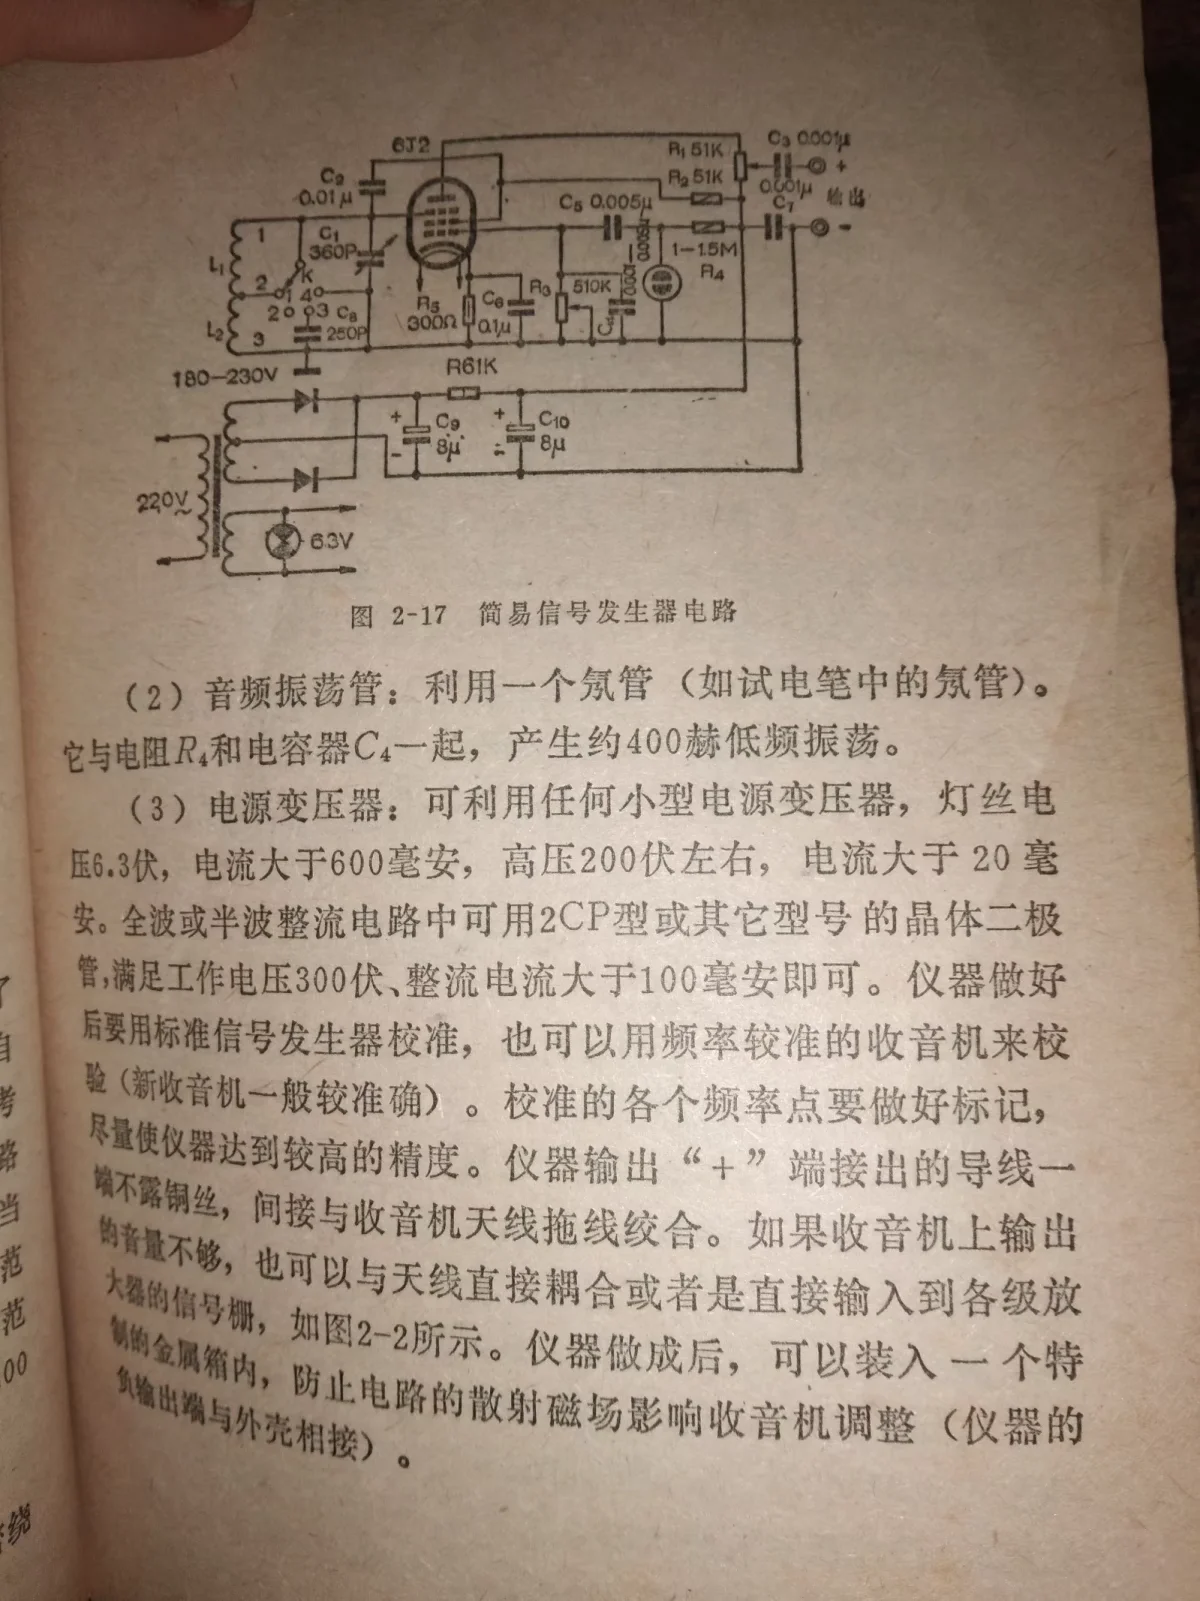 6J2
R₁ 51K
C₃ 0.001μ
+
R₂ 51K
0.001μ
C₇
输出
-
C₂
0.01μ
C₅ 0.005μ
1-1.5M
R₄
C₁
360P
1
L₁
K
2
1 4
2 3
C₈
250P
L₂
3
R₅
300Ω
C₆
0.1μ
R₃
510K
C₄
180-230V
R61K
+
C₉
8μ
-
+
C₁₀
8μ
-
220V
~
6.3V
图 2-17 简易信号发生器电路
(2) 音频振荡管：利用一个氖管（如试电笔中的氖管）。
它与电阻R₄和电容器C₄一起，产生约400赫低频振荡。
(3) 电源变压器：可利用任何小型电源变压器，灯丝电
压6.3伏，电流大于600毫安，高压200伏左右，电流大于 20 毫
安。全波或半波整流电路中可用2CP型或其它型号的晶体二极
管，满足工作电压300伏、整流电流大于100毫安即可。仪器做好
后要用标准信号发生器校准，也可以用频率较准的收音机来校
验（新收音机一般较准确）。校准的各个频率点要做好标记，
尽量使仪器达到较高的精度。仪器输出“+”端接出的导线一
端不露铜丝，间接与收音机天线拖线绞合。如果收音机上输出
的音量不够，也可以与天线直接耦合或者是直接输入到各级放
大器的信号栅，如图2-2所示。仪器做成后，可以装入一个特
制的金属箱内，防止电路的散射磁场影响收音机调整（仪器的
负输出端与外壳相接）。
了
自
考
路
当
范
范
00
绕